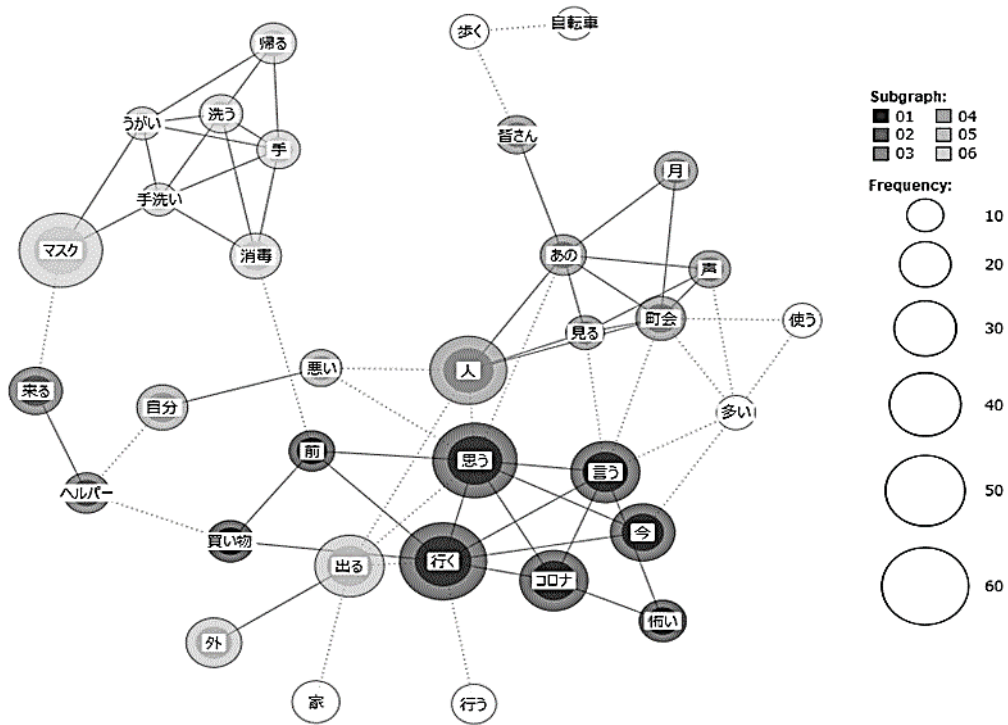 帰る
歩く
自転車
うがい
洗う
手
皆さん
手洗い
月
マスク
消毒
あの
声
見る
町会
使う
来る
自分
悪い
人
多い
前
思う
言う
ヘルパー
買い物
出る
行く
コロナ
今
怖い
外
家
行う
Subgraph:
01 04
02 05
03 06
Frequency:
10
20
30
40
50
60